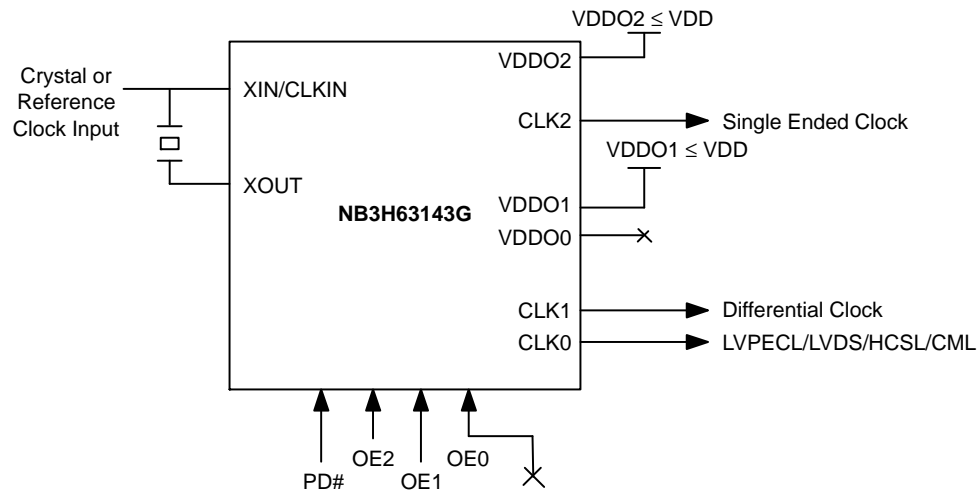 VDDO2 ≤ VDD
VDDO2
Crystal or
Reference
Clock Input
XIN/CLKIN
CLK2
Single Ended Clock
VDDO1 ≤ VDD
XOUT
NB3H63143G
VDDO1
VDDO0
CLK1
Differential Clock
CLK0
LVPECL/LVDS/HCSL/CML
PD#
OE2
OE1
OE0